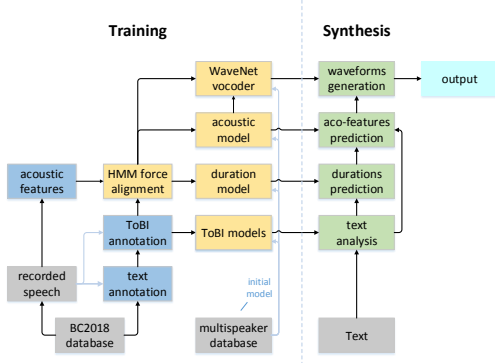 Training
Synthesis
WaveNet
vocoder
waveforms
generation
output
acoustic
model
aco-features
prediction
acoustic
features
HMM force
alignment
duration
model
durations
prediction
ToBI
annotation
ToBI models
text
analysis
recorded
speech
text
annotation
initial
model
BC2018
database
multispeaker
database
Text